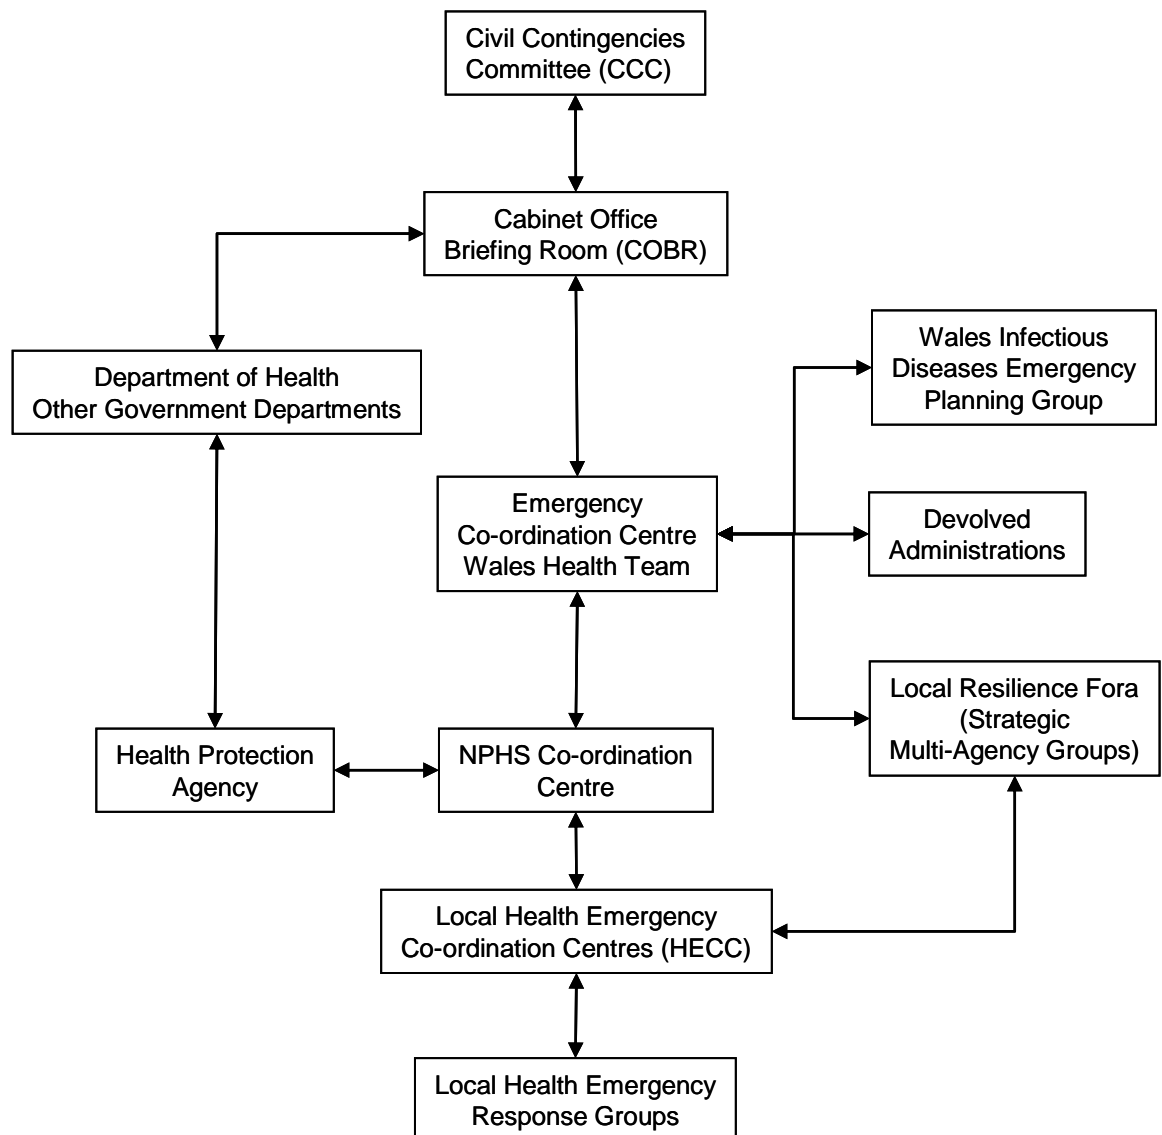 Civil Contingencies
Committee (CCC)
Cabinet Office
Briefing Room (COBR)
Department of Health
Other Government Departments
Wales Infectious
Diseases Emergency
Planning Group
Emergency
Co-ordination Centre
Wales Health Team
Devolved
Administrations
Local Resilience Fora
(Strategic
Multi-Agency Groups)
Health Protection
Agency
NPHS Co-ordination
Centre
Local Health Emergency
Co-ordination Centres (HECC)
Local Health Emergency
Response Groups